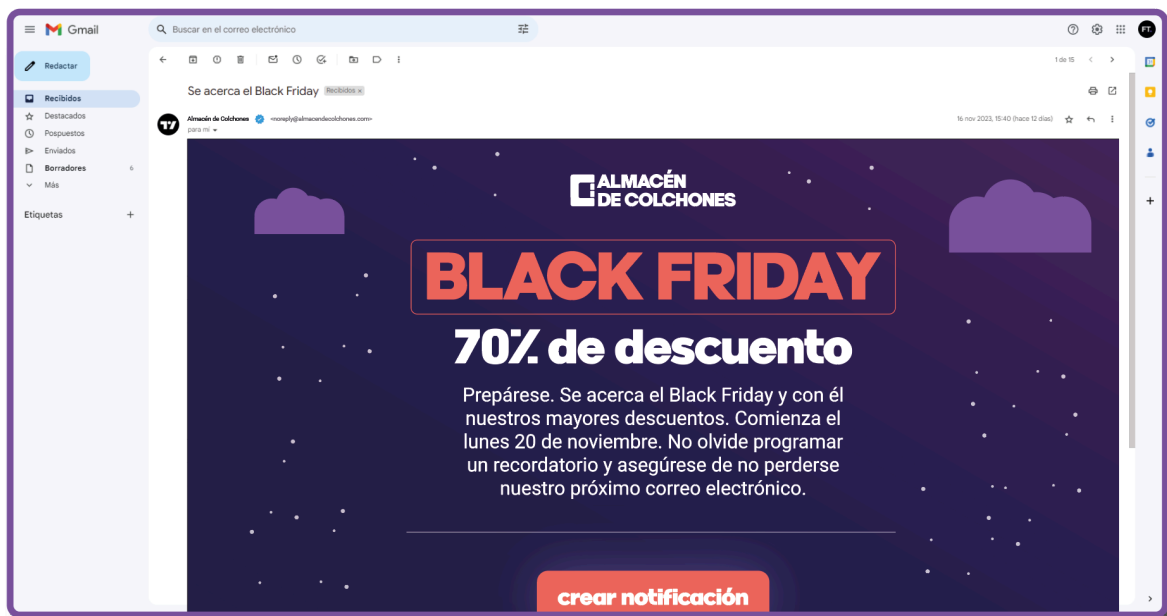 Gmail
Buscar en el correo electrónico
FT.
Redactar
1 de 15
Recibidos
Destacados
Pospuestos
Enviados
Borradores 6
Más
Etiquetas
Se acerca el Black Friday Recibidos x
Almacén de Colchones <noreply@almacendecolchones.com>
para mí
16 nov 2023, 15:40 (hace 12 días)
ALMACÉN
DE COLCHONES
BLACK FRIDAY
70% de descuento
Prepárese. Se acerca el Black Friday y con él
nuestros mayores descuentos. Comienza el
lunes 20 de noviembre. No olvide programar
un recordatorio y asegúrese de no perderse
nuestro próximo correo electrónico.
crear notificación